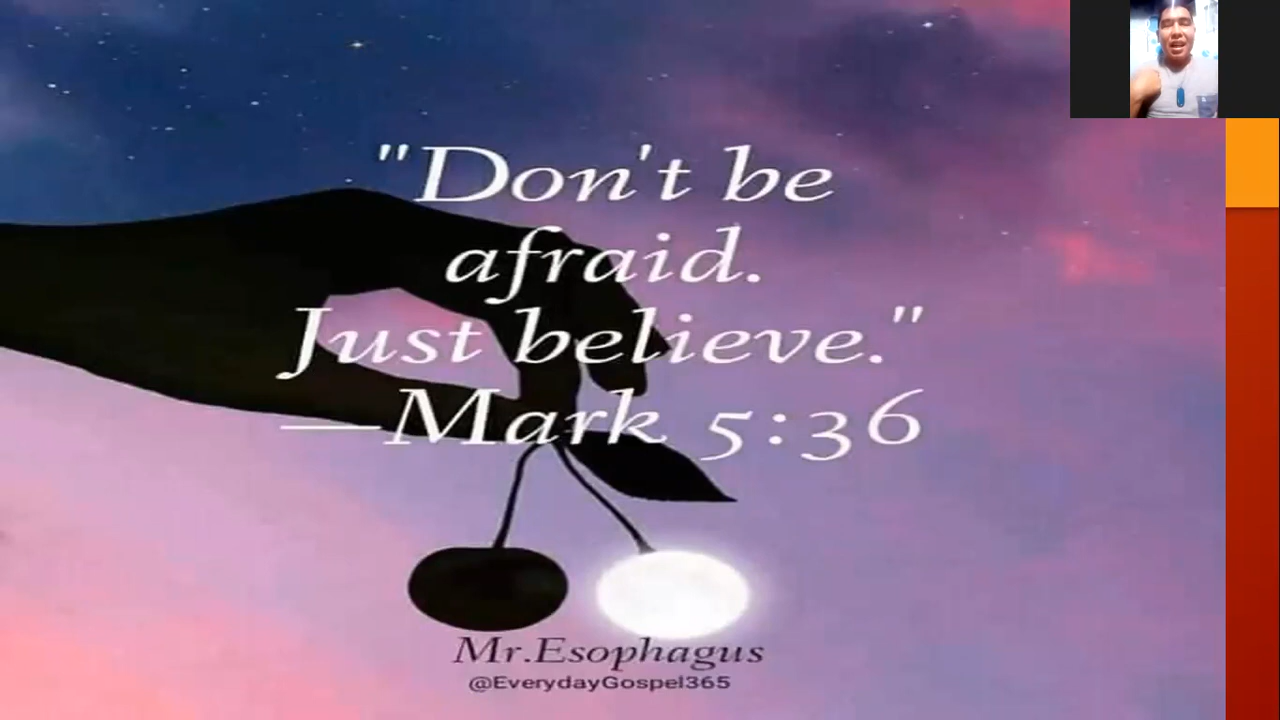 "Don't be
afraid.
Just believe."
—Mark 5:36
Mr.Esophagus
@EverydayGospel365